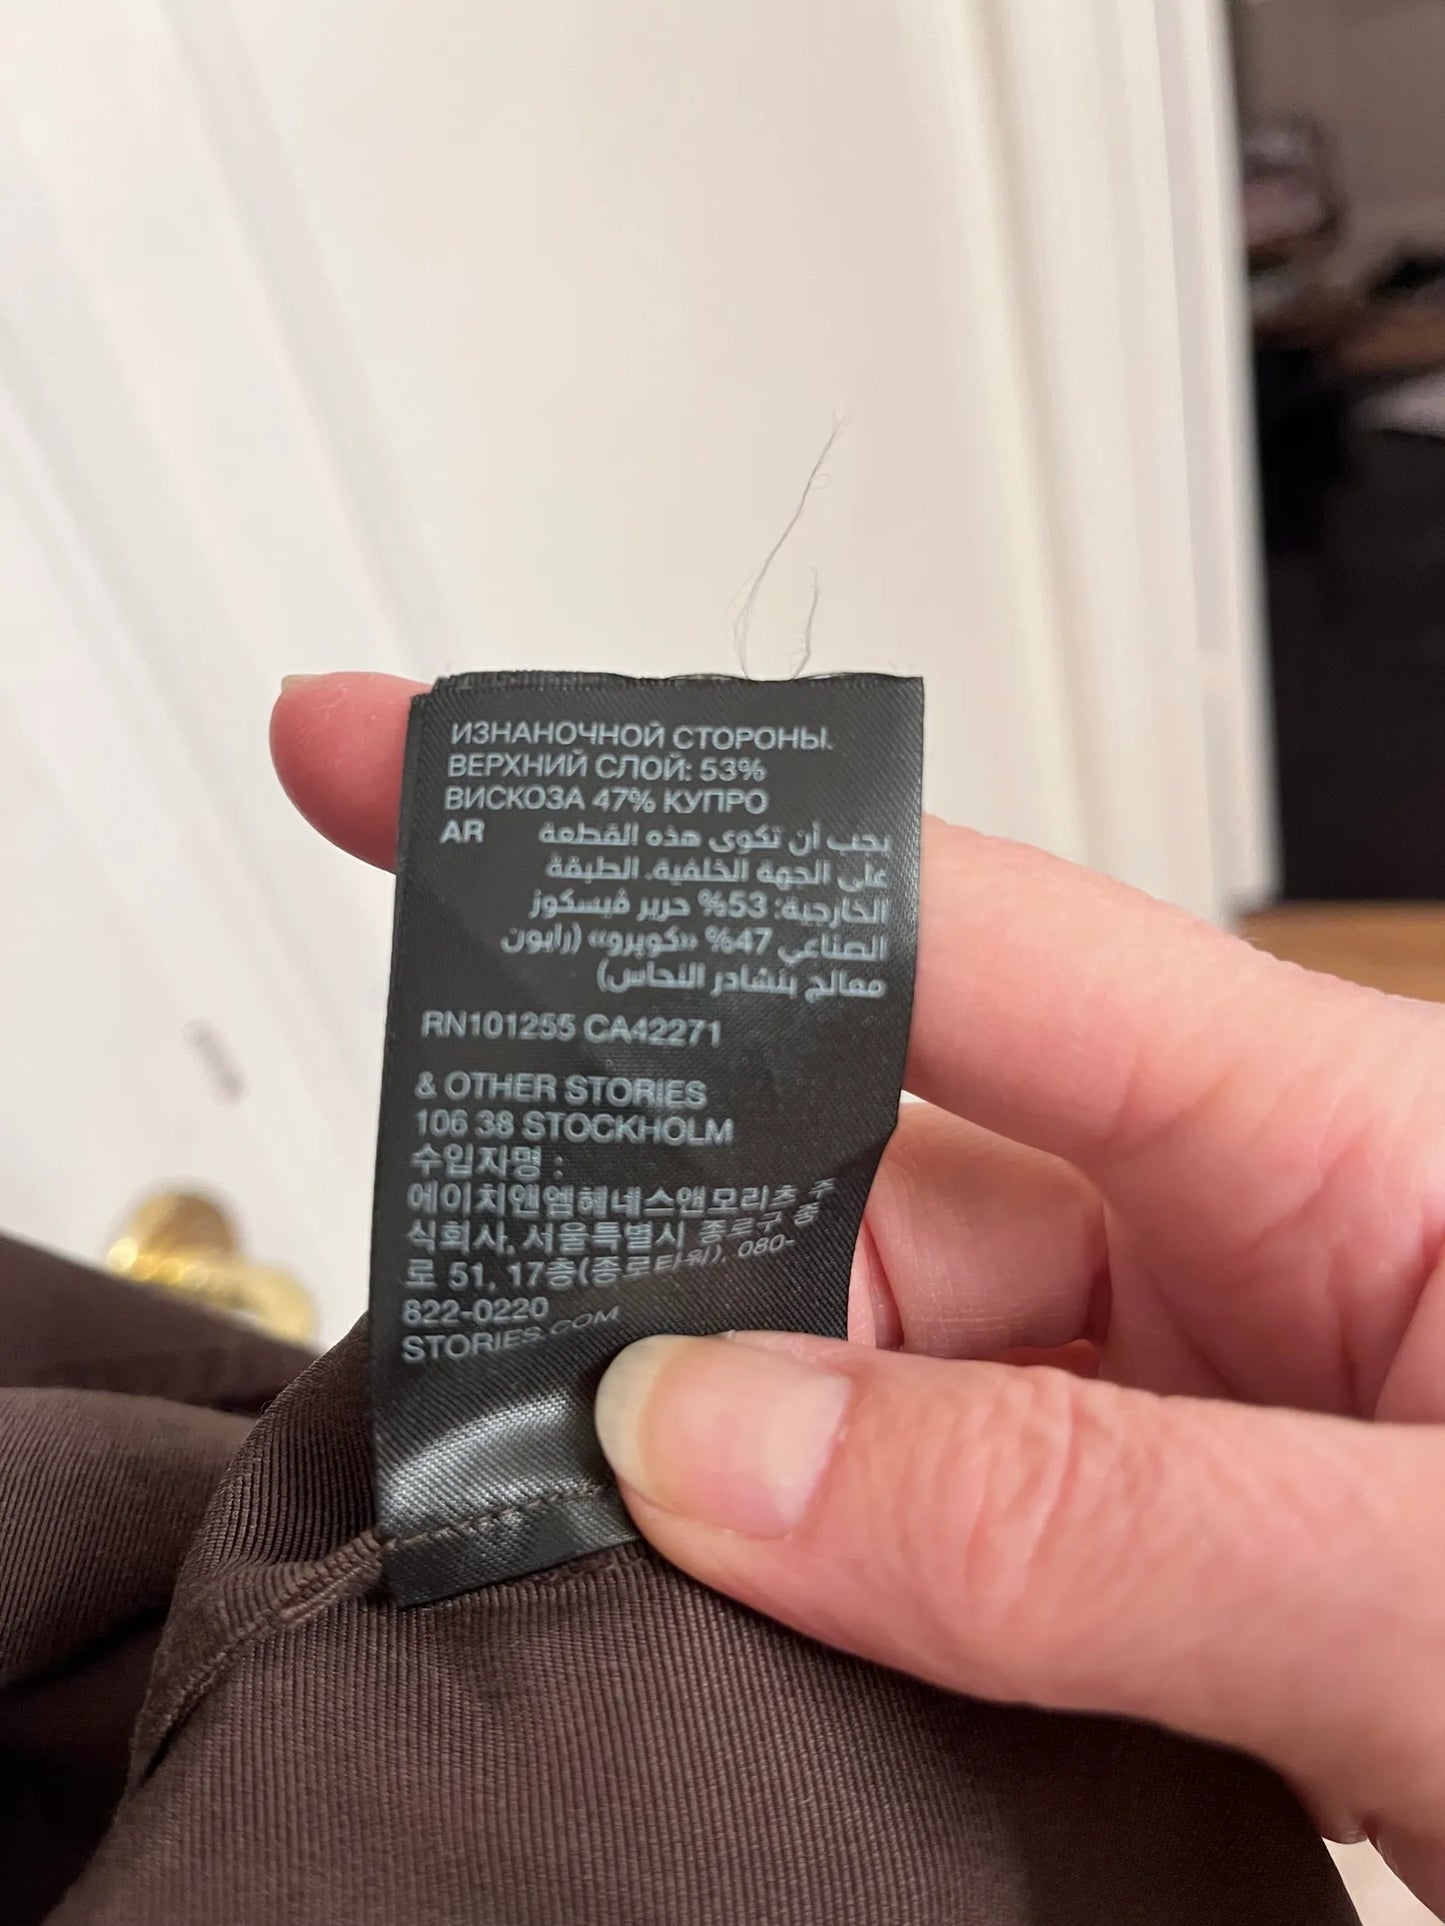 ИЗНАНОЧНОЙ СТОРОНЫ.
ВЕРХНИЙ СЛОЙ: 53%
ВИСКОЗА 47% КУПРО
AR يجب أن تكوى هذه القطعة
على الجهة الخلفية. الطبقة
الخارجية: 53% حرير ڤيسكوز
الصناعي 47% «كوبرو» (رايون
معالج بنشادر النحاس)
RN101255 CA42271
& OTHER STORIES
106 38 STOCKHOLM
수입자명 :
에이치앤엠헤네스앤모리츠 주
식회사, 서울특별시 종로구 종
로 51, 17층(종로타워), 080-
822-0220
STORIES.COM